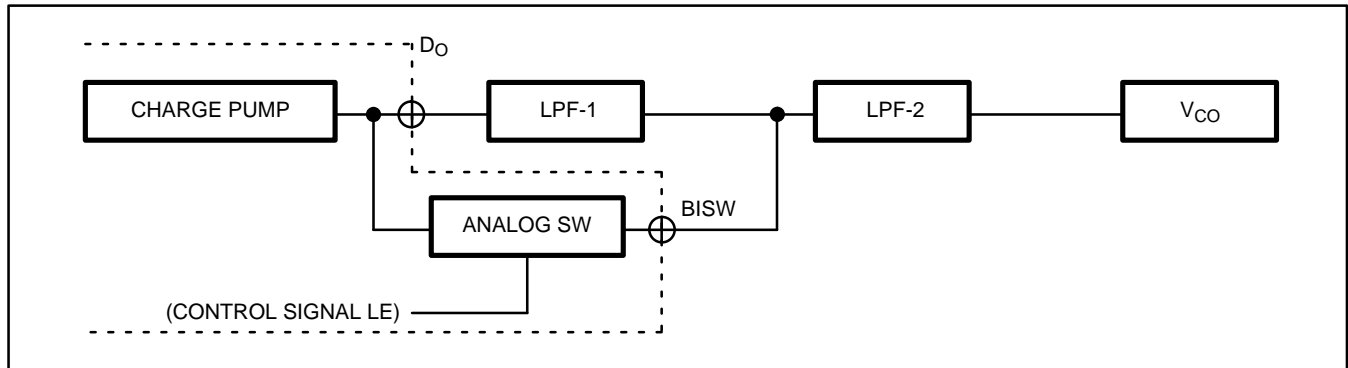 DO
CHARGE PUMP
LPF-1
LPF-2
VCO
ANALOG SW
BISW
(CONTROL SIGNAL LE)